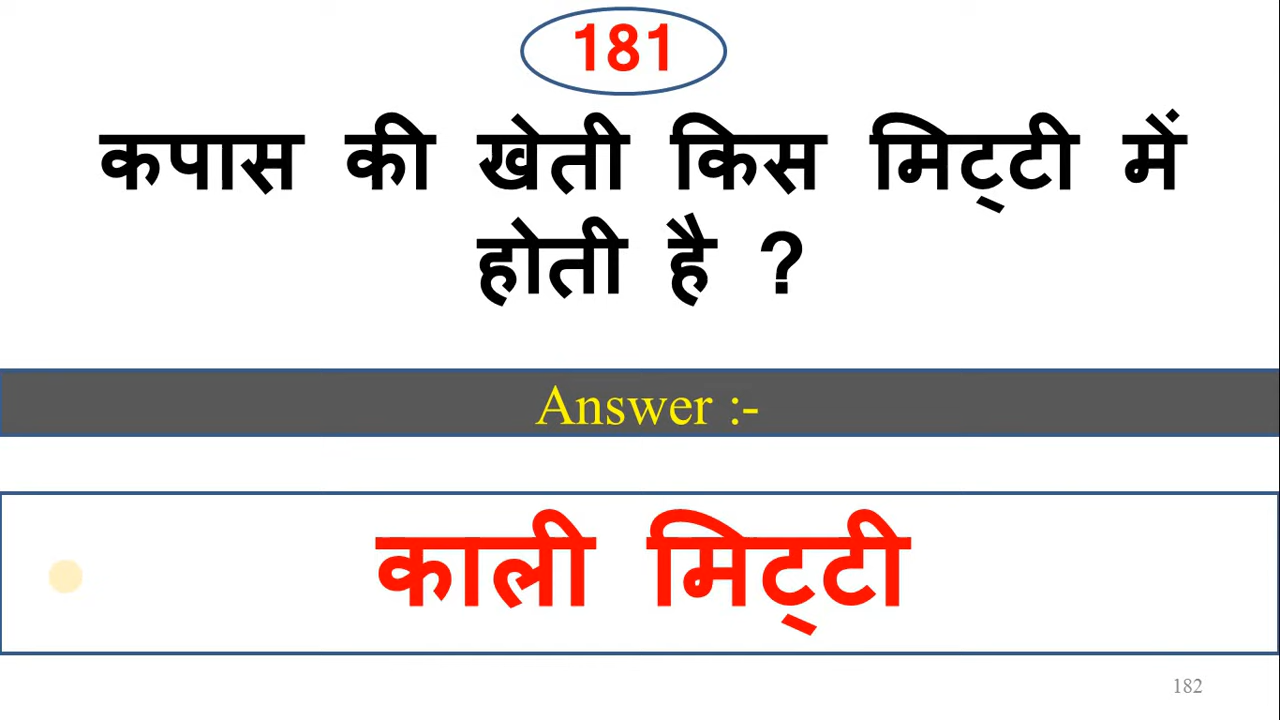 181
कपास की खेती किस मिट्टी में
होती है ?
Answer :-
काली मिट्टी
182